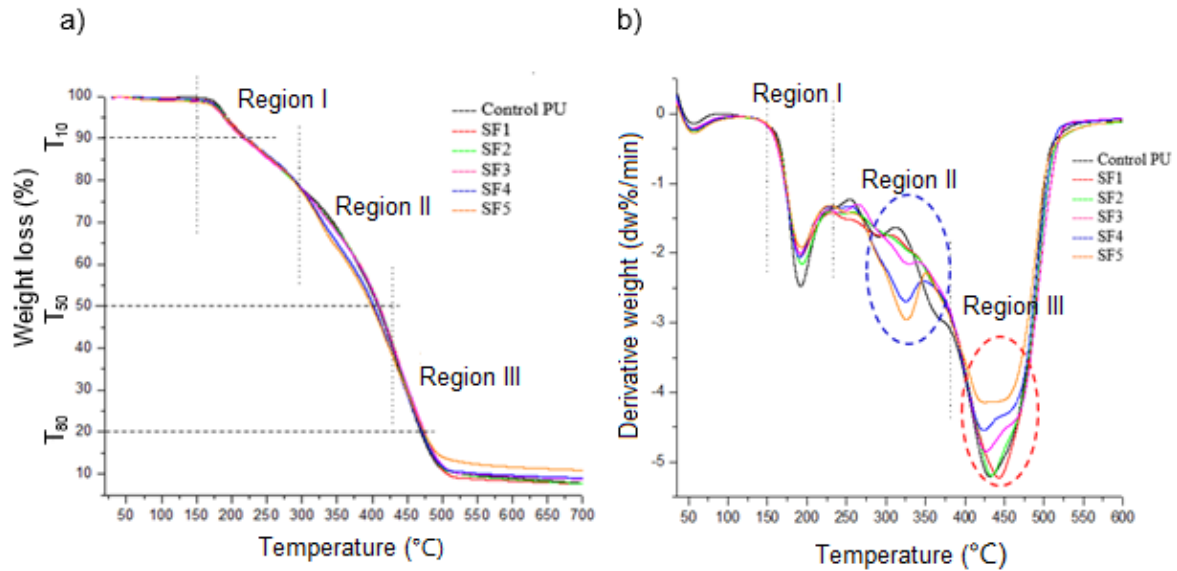 a)
Weight loss (%)
100
90
80
70
60
50
40
30
20
10
T10
T50
T80
Region I
Region II
Region III
Control PU
SF1
SF2
SF3
SF4
SF5
50 100 150 200 250 300 350 400 450 500 550 600 650 700
Temperature (°C)
b)
Derivative weight (dw%/min)
0
-1
-2
-3
-4
-5
Region I
Region II
Region III
Control PU
SF1
SF2
SF3
SF4
SF5
50 100 150 200 250 300 350 400 450 500 550 600
Temperature (°C)